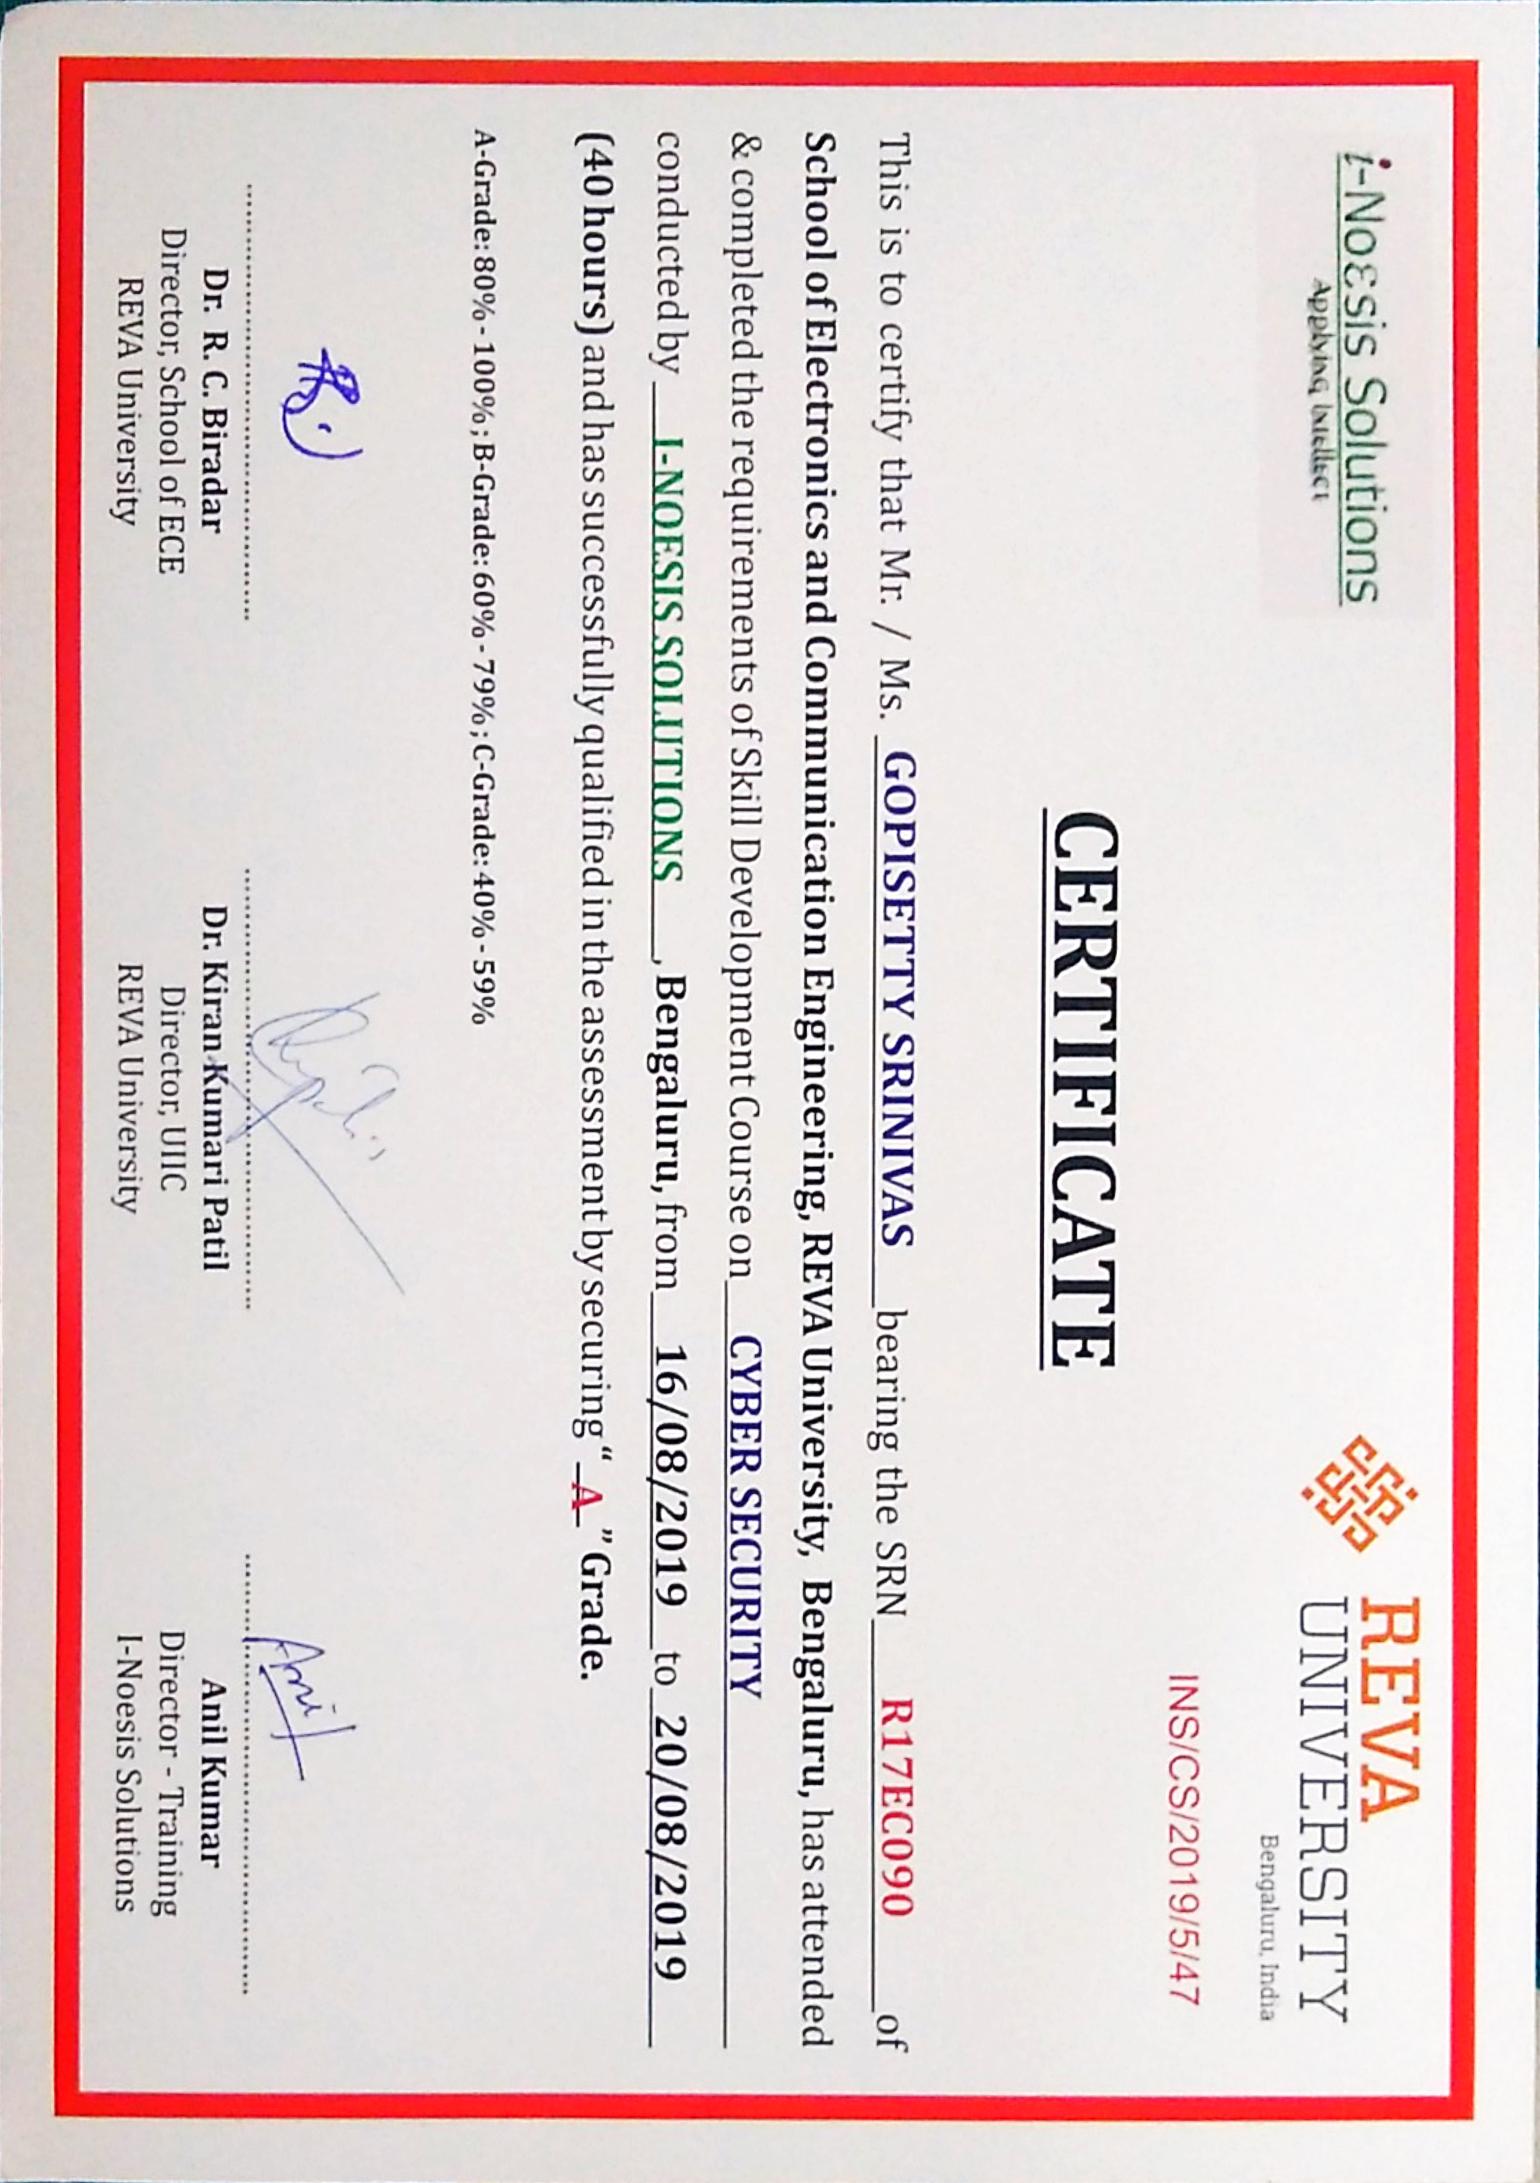 i-Noεsis Solutions
Applying Intellect
REVA
UNIVERSITY
Bengaluru, India
INS/CS/2019/5/47
CERTIFICATE
This is to certify that Mr. / Ms. GOPISETTY SRINIVAS bearing the SRN R17EC090 of
School of Electronics and Communication Engineering, REVA University, Bengaluru, has attended
& completed the requirements of Skill Development Course on CYBER SECURITY
conducted by I-NOESIS SOLUTIONS, Bengaluru, from 16/08/2019 to 20/08/2019
(40 hours) and has successfully qualified in the assessment by securing “ A ” Grade.
A-Grade: 80% - 100%; B-Grade: 60% - 79%; C-Grade: 40% - 59%
Anil
Dr. R. C. Biradar
Director, School of ECE
REVA University
Dr. Kiran Kumari Patil
Director, UIIC
REVA University
Anil Kumar
Director - Training
I-Noesis Solutions